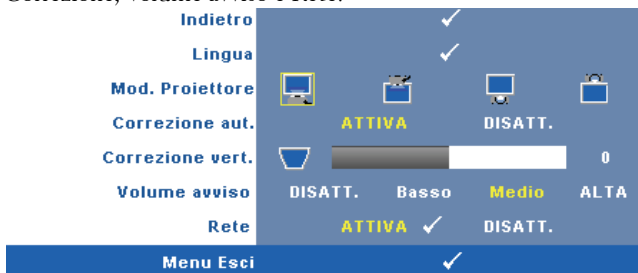 Indietro
Lingua
Mod. Proiettore
Correzione aut. ATTIVA DISATT.
Correzione vert. 0
Volume avviso DISATT. Basso Medio ALTA
Rete ATTIVA DISATT.
Menu Esci